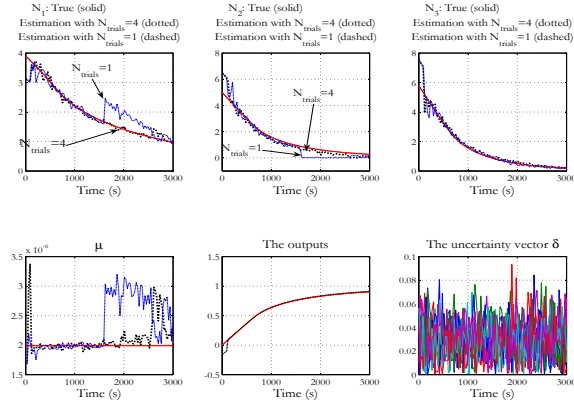 N1: True (solid)
Estimation with Ntrials=4 (dotted)
Estimation with Ntrials=1 (dashed)
4
3
2
1
0
0
1000
2000
3000
Time (s)
Ntrials=1
Ntrials=4
N2: True (solid)
Estimation with Ntrials=4 (dotted)
Estimation with Ntrials=1 (dashed)
8
6
4
2
0
0
1000
2000
3000
Time (s)
Ntrials=4
Ntrials=1
N3: True (solid)
Estimation with Ntrials=4 (dotted)
Estimation with Ntrials=1 (dashed)
8
6
4
2
0
0
1000
2000
3000
Time (s)
μ
x 10^-6
3.5
3
2.5
2
1.5
0
1000
2000
3000
Time (s)
The outputs
1
0.5
0
-0.5
0
1000
2000
3000
Time (s)
The uncertainty vector δ
0.1
0.08
0.06
0.04
0.02
0
0
1000
2000
3000
Time (s)